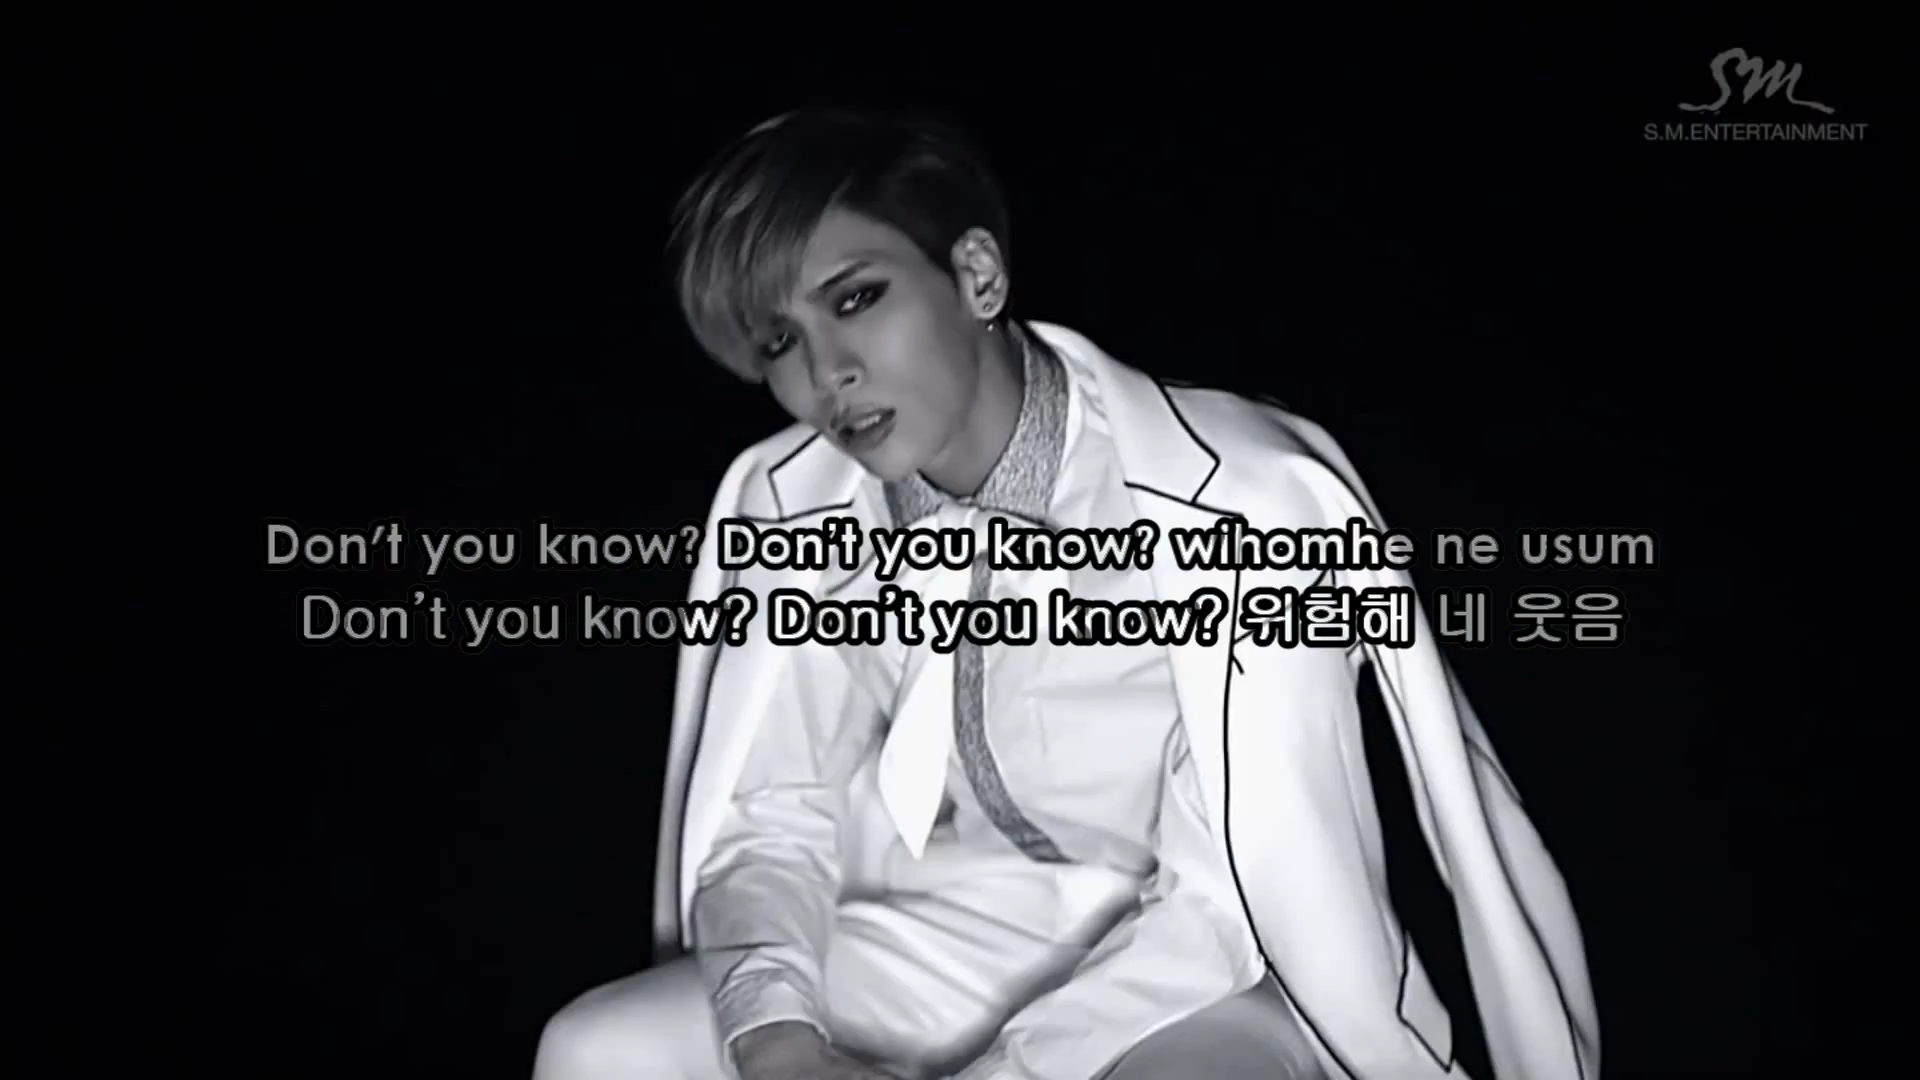 SM
S.M.ENTERTAINMENT
Don't you know? Don't you know? wihomhe ne usum
Don't you know? Don't you know? 위험해 네 웃음